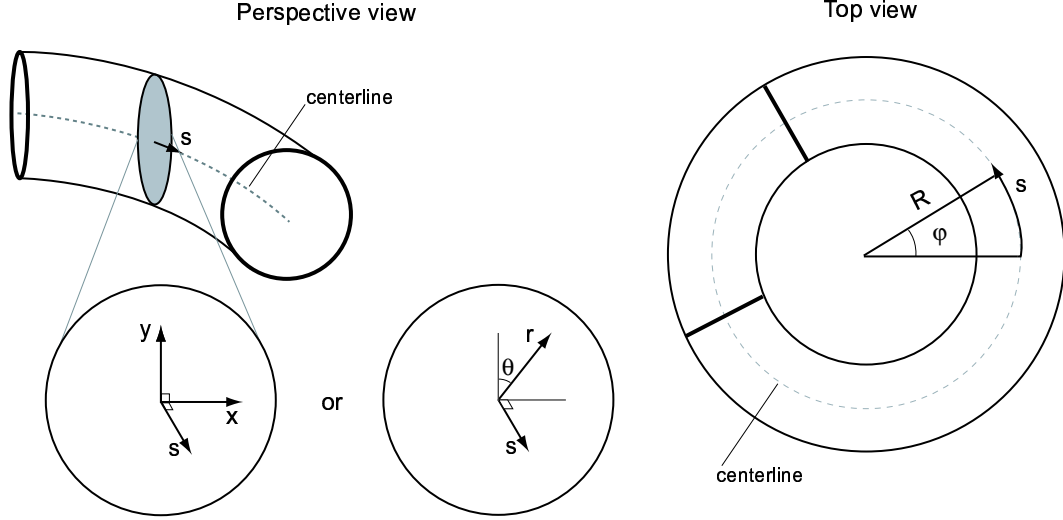 Perspective view
Top view
centerline
s
R
s
φ
y
x
s
or
r
θ
s
centerline